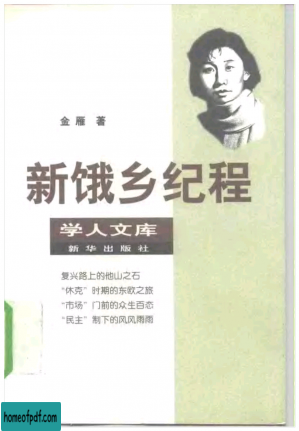 金雁 著
新饿乡纪程
学人文库
新华出版社
复兴路上的他山之石
“休克”时期的东欧之旅
“市场”门前的众生百态
“民主”制下的风风雨雨
homeofpdf.com
homeofpdf.com